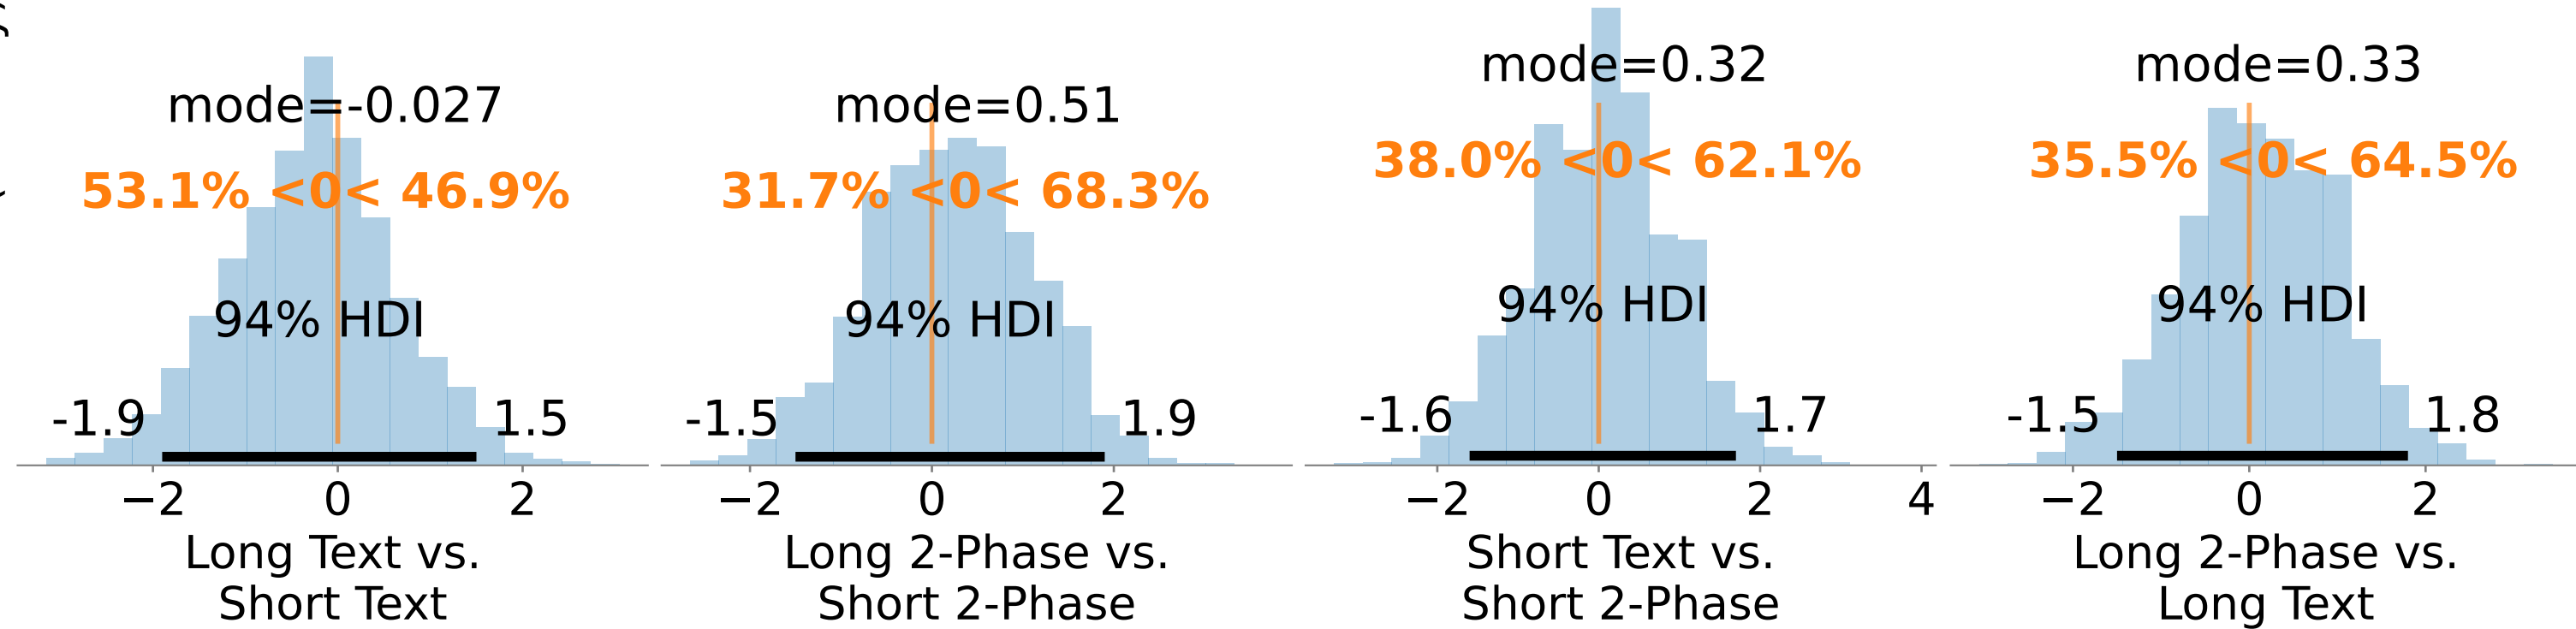 mode=-0.027
53.1% <0< 46.9%
94% HDI
-1.9 1.5
−2 0 2
Long Text vs.
Short Text
mode=0.51
31.7% <0< 68.3%
94% HDI
-1.5 1.9
−2 0 2
Long 2-Phase vs.
Short 2-Phase
mode=0.32
38.0% <0< 62.1%
94% HDI
-1.6 1.7
−2 0 2 4
Short Text vs.
Short 2-Phase
mode=0.33
35.5% <0< 64.5%
94% HDI
-1.5 1.8
−2 0 2
Long 2-Phase vs.
Long Text